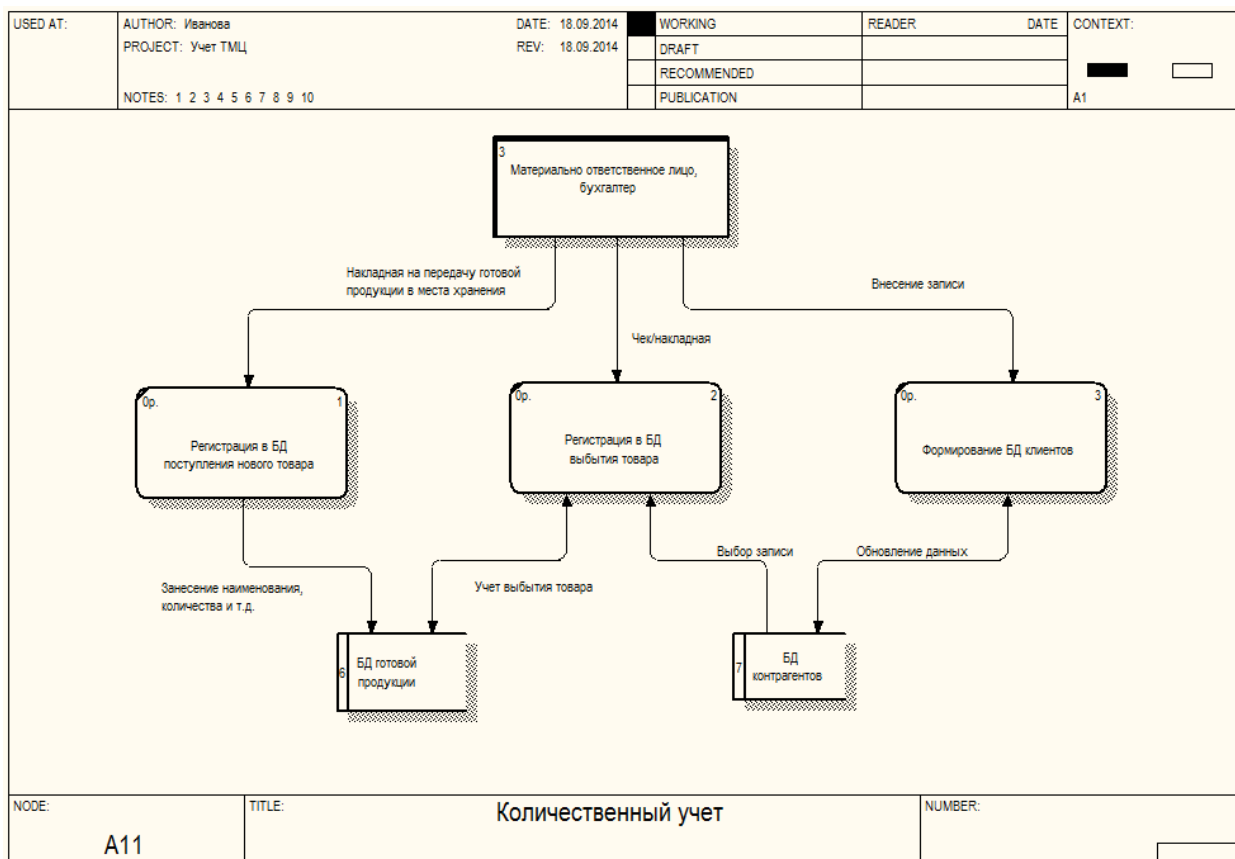 USED AT:
AUTHOR: Иванова
DATE: 18.09.2014
PROJECT: Учет ТМЦ
REV: 18.09.2014
NOTES: 1 2 3 4 5 6 7 8 9 10
WORKING
DRAFT
RECOMMENDED
PUBLICATION
READER DATE
CONTEXT:
A1
3
Материально ответственное лицо,
бухгалтер
Накладная на передачу готовой
продукции в места хранения
Чек/накладная
Внесение записи
0р. 1
Регистрация в БД
поступления нового товара
0р. 2
Регистрация в БД
выбытия товара
0р. 3
Формирование БД клиентов
Занесение наименования,
количества и т.д.
Учет выбытия товара
Выбор записи
Обновление данных
6
БД готовой
продукции
7
БД
контрагентов
NODE:
A11
TITLE:
Количественный учет
NUMBER: